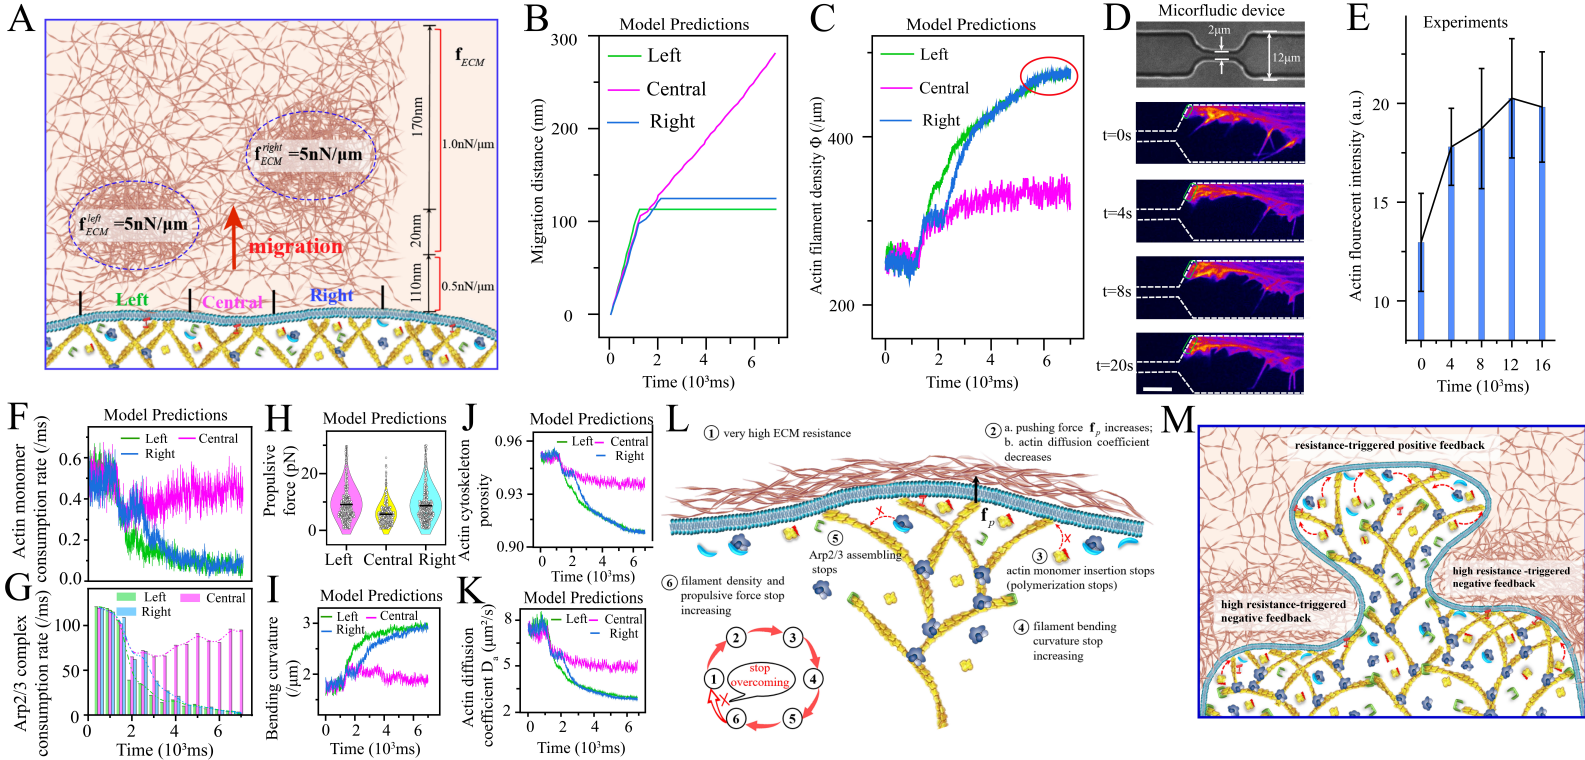 A
f_ECM
170nm
1.0nN/μm
f_ECM^right =5nN/μm
f_ECM^left =5nN/μm
20nm
migration
110nm
0.5nN/μm
Left
Central
Right
B
Model Predictions
Left
Central
Right
300
200
100
0
Migration distance (nm)
0 2 4 6
Time (10³ms)
C
Model Predictions
Left
Central
Right
400
200
Actin filament density Φ (/μm)
0 2 4 6
Time (10³ms)
D
Micorfludic device
2μm
12μm
t=0s
t=4s
t=8s
t=20s
E
Experiments
20
15
10
Actin flourecent intensity (a.u.)
0 4 8 12 16
Time (10³ms)
F
Model Predictions
Left
Central
Right
0.6
0.4
0.2
0.0
Actin monomer
consumption rate (/ms)
G
Left
Central
Right
100
50
0
Arp2/3 complex
consumption rate (/ms)
0 2 4 6
Time (10³ms)
H
Model Predictions
20
0
Propulsive
force (pN)
Left Central Right
I
Left
Central
Right
3
2
1
Bending curvature
(/μm)
0 2 4 6
Time (10³ms)
J
Model Predictions
Left
Central
Right
0.96
0.93
0.90
Actin cytoskeleton
porosity
0 2 4 6
Time (10³ms)
K
Model Predictions
Left
Central
Right
8
5
2
Actin diffusion
coefficient D_a (μm²/s)
0 2 4 6
Time (10³ms)
L
1 very high ECM resistance
2 a. pushing force f_p increases;
b. actin diffusion coefficient
decreases
f_p
X
X
5
Arp2/3 assembling
stops
3
actin monomer insertion stops
(polymerization stops)
6 filament density and
propulsive force stop
increasing
4 filament bending
curvature stop
increasing
2 3
1 4
6 5
stop
overcoming
X
M
resistance-triggered positive feedback
high resistance -triggered
negative feedback
high resistance-triggered
negative feedback